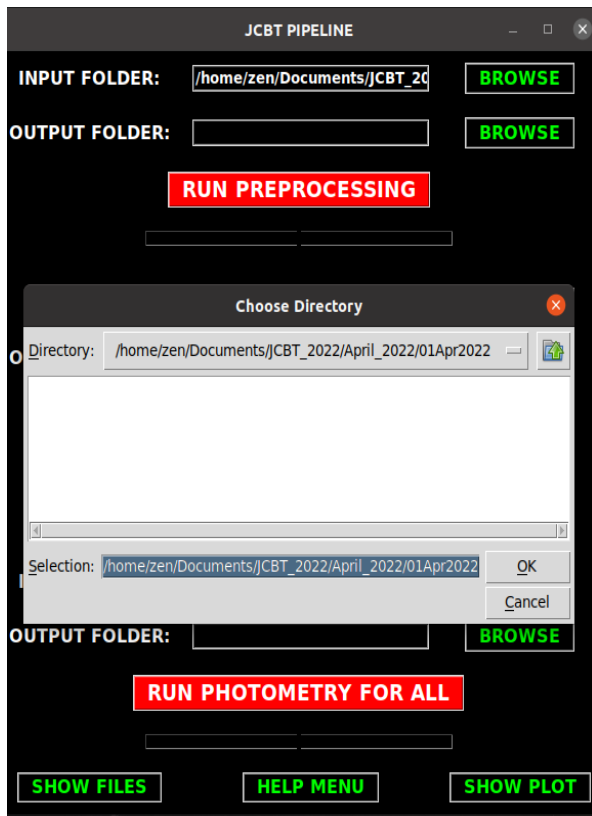 JCBT PIPELINE
INPUT FOLDER: /home/zen/Documents/JCBT_20 BROWSE
OUTPUT FOLDER: BROWSE
RUN PREPROCESSING
Choose Directory
O
Directory: /home/zen/Documents/JCBT_2022/April_2022/01Apr2022
Selection: /home/zen/Documents/JCBT_2022/April_2022/01Apr2022 OK
Cancel
OUTPUT FOLDER: BROWSE
RUN PHOTOMETRY FOR ALL
SHOW FILES HELP MENU SHOW PLOT